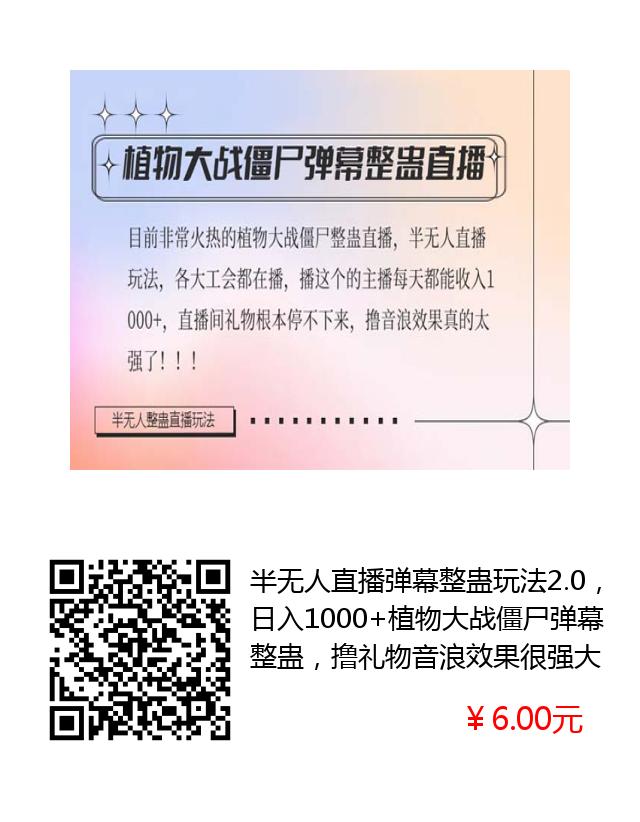 植物大战僵尸弹幕整蛊直播
目前非常火热的植物大战僵尸整蛊直播，半无人直播
玩法，各大工会都在播，播这个的主播每天都能收入1
000+，直播间礼物根本停不下来，撸音浪效果真的太
强了！！！
半无人整蛊直播玩法
半无人直播弹幕整蛊玩法2.0，
日入1000+植物大战僵尸弹幕
整蛊，撸礼物音浪效果很强大
¥6.00元